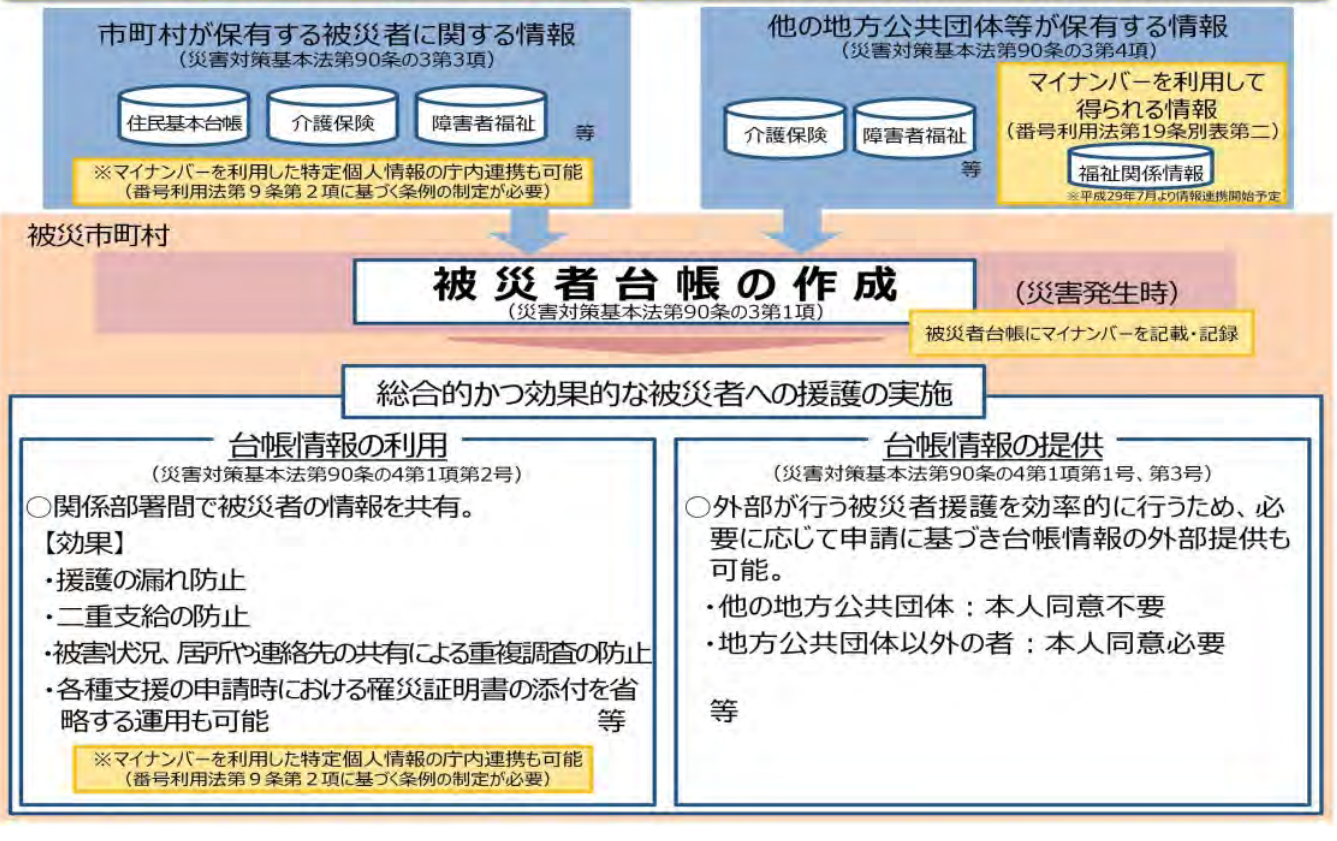 市町村が保有する被災者に関する情報
（災害対策基本法第90条の3第3項）
住民基本台帳
介護保険
障害者福祉
等
※マイナンバーを利用した特定個人情報の庁内連携も可能
（番号利用法第９条第２項に基づく条例の制定が必要）
他の地方公共団体等が保有する情報
（災害対策基本法第90条の3第4項）
介護保険
障害者福祉
等
マイナンバーを利用して
得られる情報
（番号利用法第19条別表第二）
福祉関係情報
※平成29年7月より情報連携開始予定
被災市町村
被災者台帳の作成
（災害対策基本法第90条の3第1項）
（災害発生時）
被災者台帳にマイナンバーを記載・記録
総合的かつ効果的な被災者への援護の実施
台帳情報の利用
（災害対策基本法第90条の4第1項第2号）
○関係部署間で被災者の情報を共有。
【効果】
・援護の漏れ防止
・二重支給の防止
・被害状況、居所や連絡先の共有による重複調査の防止
・各種支援の申請時における罹災証明書の添付を省
略する運用も可能 等
※マイナンバーを利用した特定個人情報の庁内連携も可能
（番号利用法第９条第２項に基づく条例の制定が必要）
台帳情報の提供
（災害対策基本法第90条の4第1項第1号、第3号）
○外部が行う被災者援護を効率的に行うため、必
要に応じて申請に基づき台帳情報の外部提供も
可能。
・他の地方公共団体：本人同意不要
・地方公共団体以外の者：本人同意必要
等